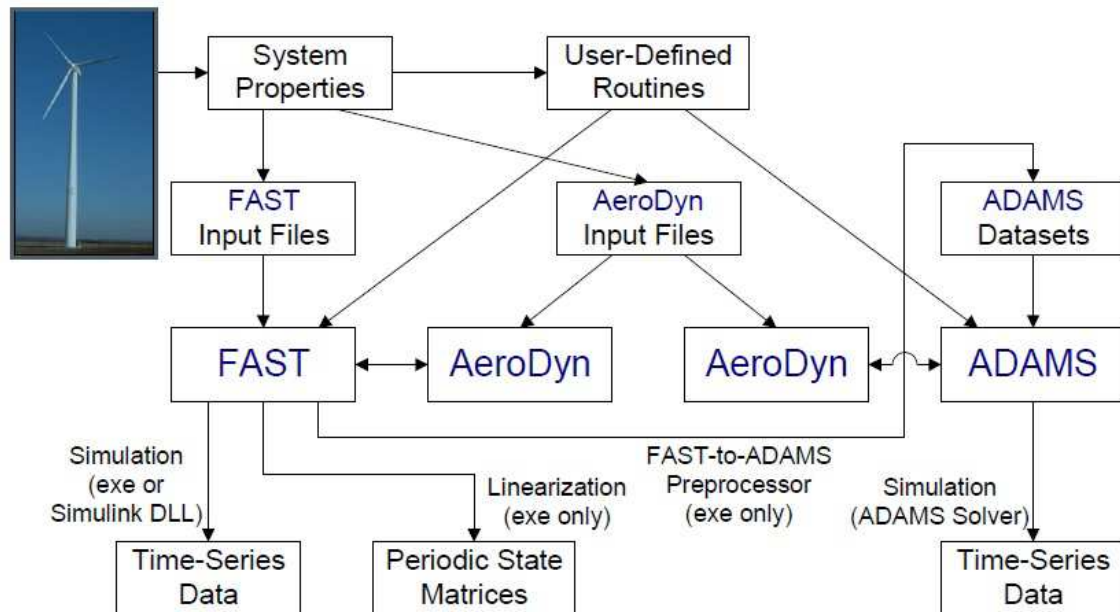 System
Properties
User-Defined
Routines
FAST
Input Files
AeroDyn
Input Files
ADAMS
Datasets
FAST
AeroDyn
AeroDyn
ADAMS
Simulation
(exe or
Simulink DLL)
Linearization
(exe only)
FAST-to-ADAMS
Preprocessor
(exe only)
Simulation
(ADAMS Solver)
Time-Series
Data
Periodic State
Matrices
Time-Series
Data